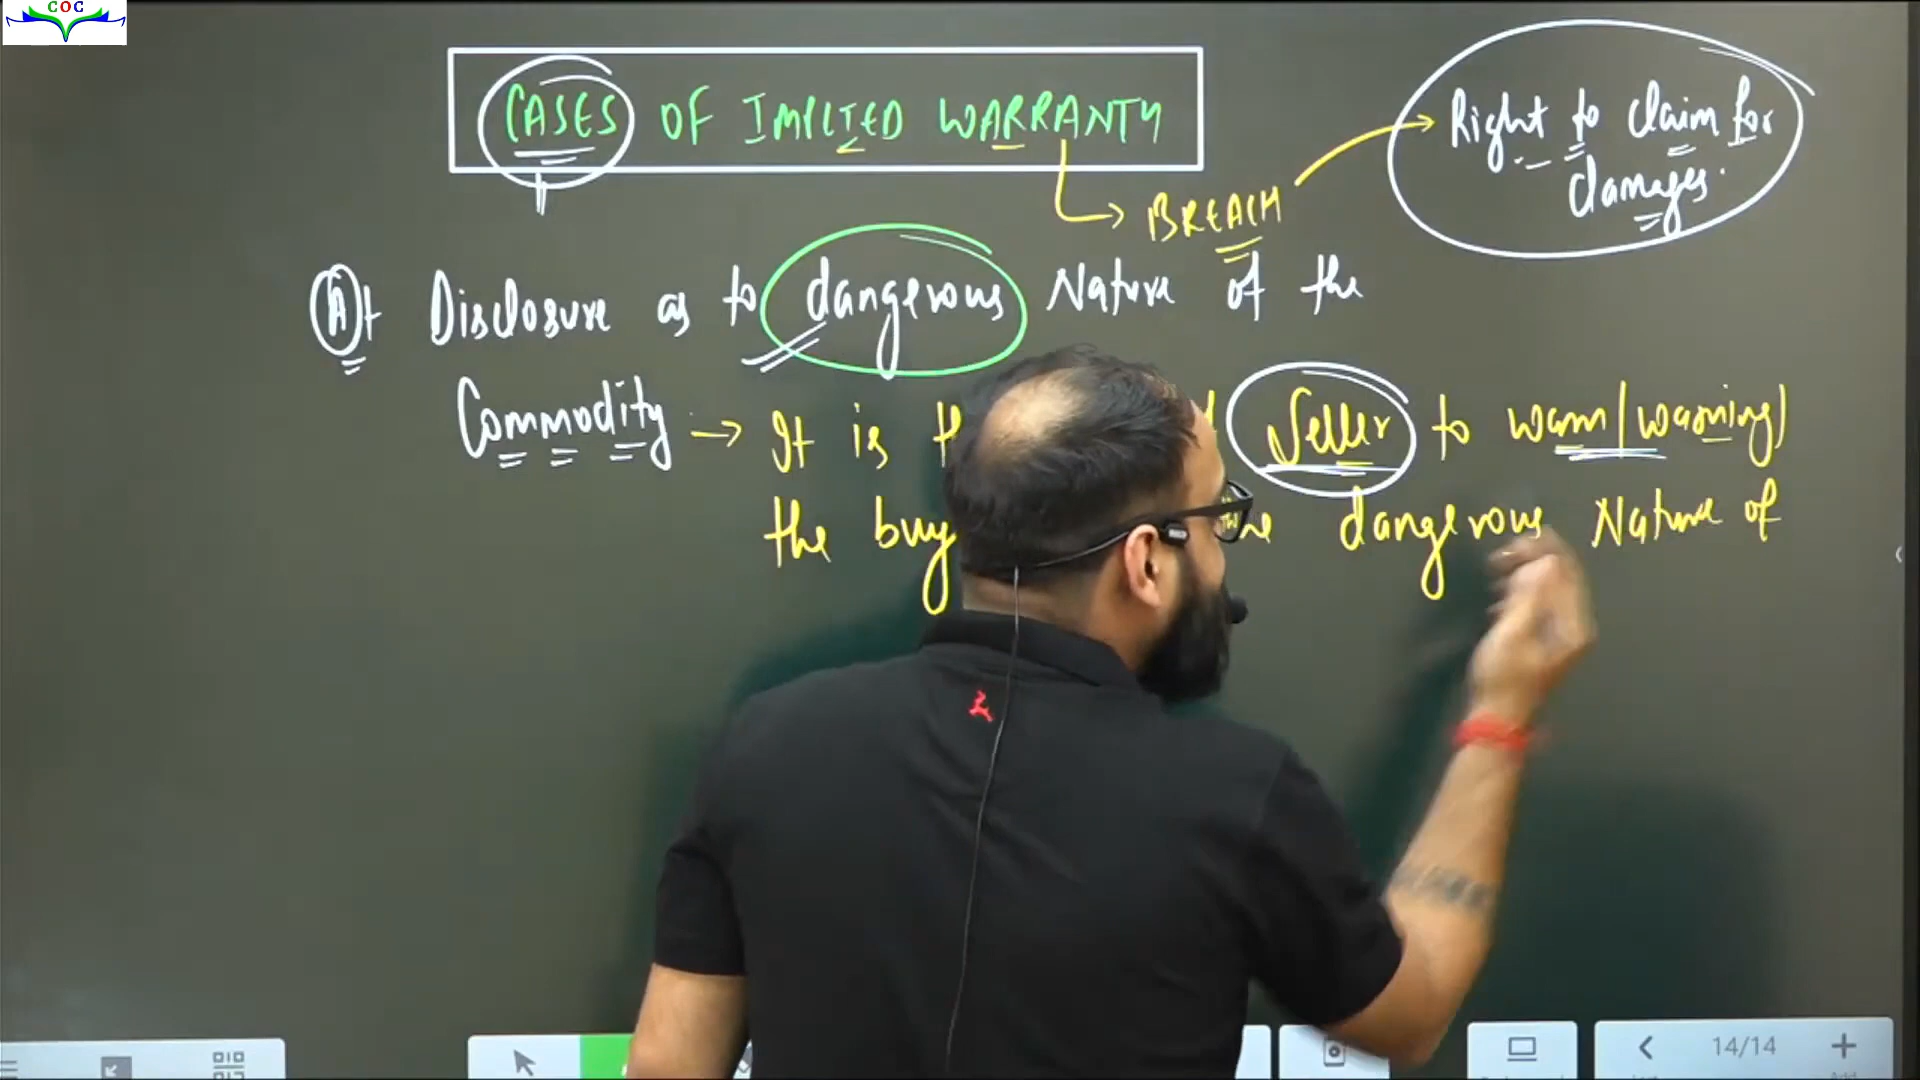 COC
CASES OF IMPLIED WARRANTY
Right to claim for
damages.
BREACH
A+ Disclosure as to dangerous Nature of the
Commodity → It is Seller to warn/warning)
the dangerous Nature of
14/14